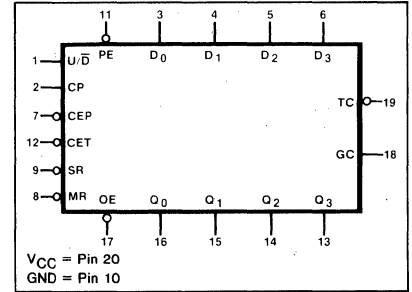 11 3 4 5 6
PE D0 D1 D2 D3
1 U/D̅
2 CP
7 CEP
12 CET
9 SR
8 MR
TC 19
GC 18
OE Q0 Q1 Q2 Q3
17 16 15 14 13
VCC = Pin 20
GND = Pin 10